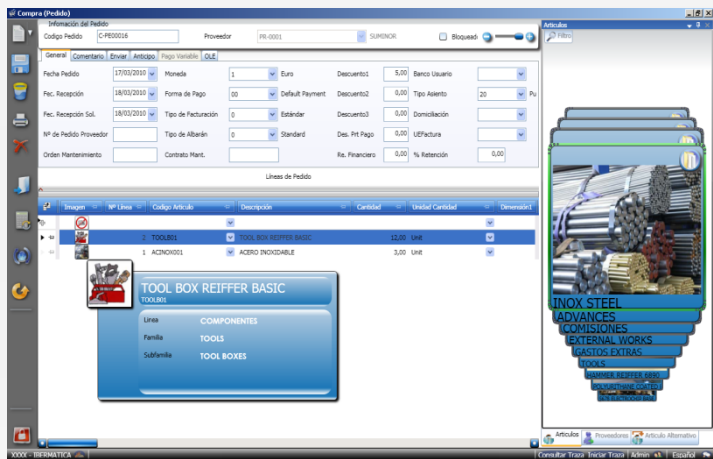 Compra (Pedido)
Infomación del Pedido
Codigo Pedido C-PE00016 Proveedor PR-0001 SUMINOR Bloquead
General Comentario Enviar Anticipo Pago Variable OLE
Fecha Pedido 17/03/2010 Moneda 1 Euro Descuento1 5,00 Banco Usuario
Fec. Recepción 18/03/2010 Forma de Pago 00 Default Payment Descuento2 0,00 Tipo Asiento 20 Pu
Fec. Recepción Sol. 18/03/2010 Tipo de Facturación 0 Estándar Descuento3 0,00 Domiciliación
Nº de Pedido Proveedor Tipo de Albarán 0 Standard Des. Prt Pago 0,00 UEFactura
Orden Mantenimiento Contrato Mant. Re. Financiero 0,00 % Retención 0,00
Líneas de Pedido
Imagen Nº Línea Codigo Articulo Descripción Cantidad Unidad Cantidad Dimensión1
2 TOOLB01 TOOL BOX REIFFER BASIC 12,00 Unit
1 ACINOX001 ACERO INOXIDABLE 3,00 Unit
TOOL BOX REIFFER BASIC
TOOLB01
Linea COMPONENTES
Familia TOOLS
Subfamilia TOOL BOXES
Articulos
Filtro
INOX STEEL
ADVANCES
COMISIONES
EXTERNAL WORKS
GASTOS EXTRAS
TOOLS
HAMMER REIFFER 6890
POLYURETHANE COATED
Articulos Proveedores Articulo Alternativo
XXXX - IBERMATICA
Consultar Traza Iniciar Traza Admin Español